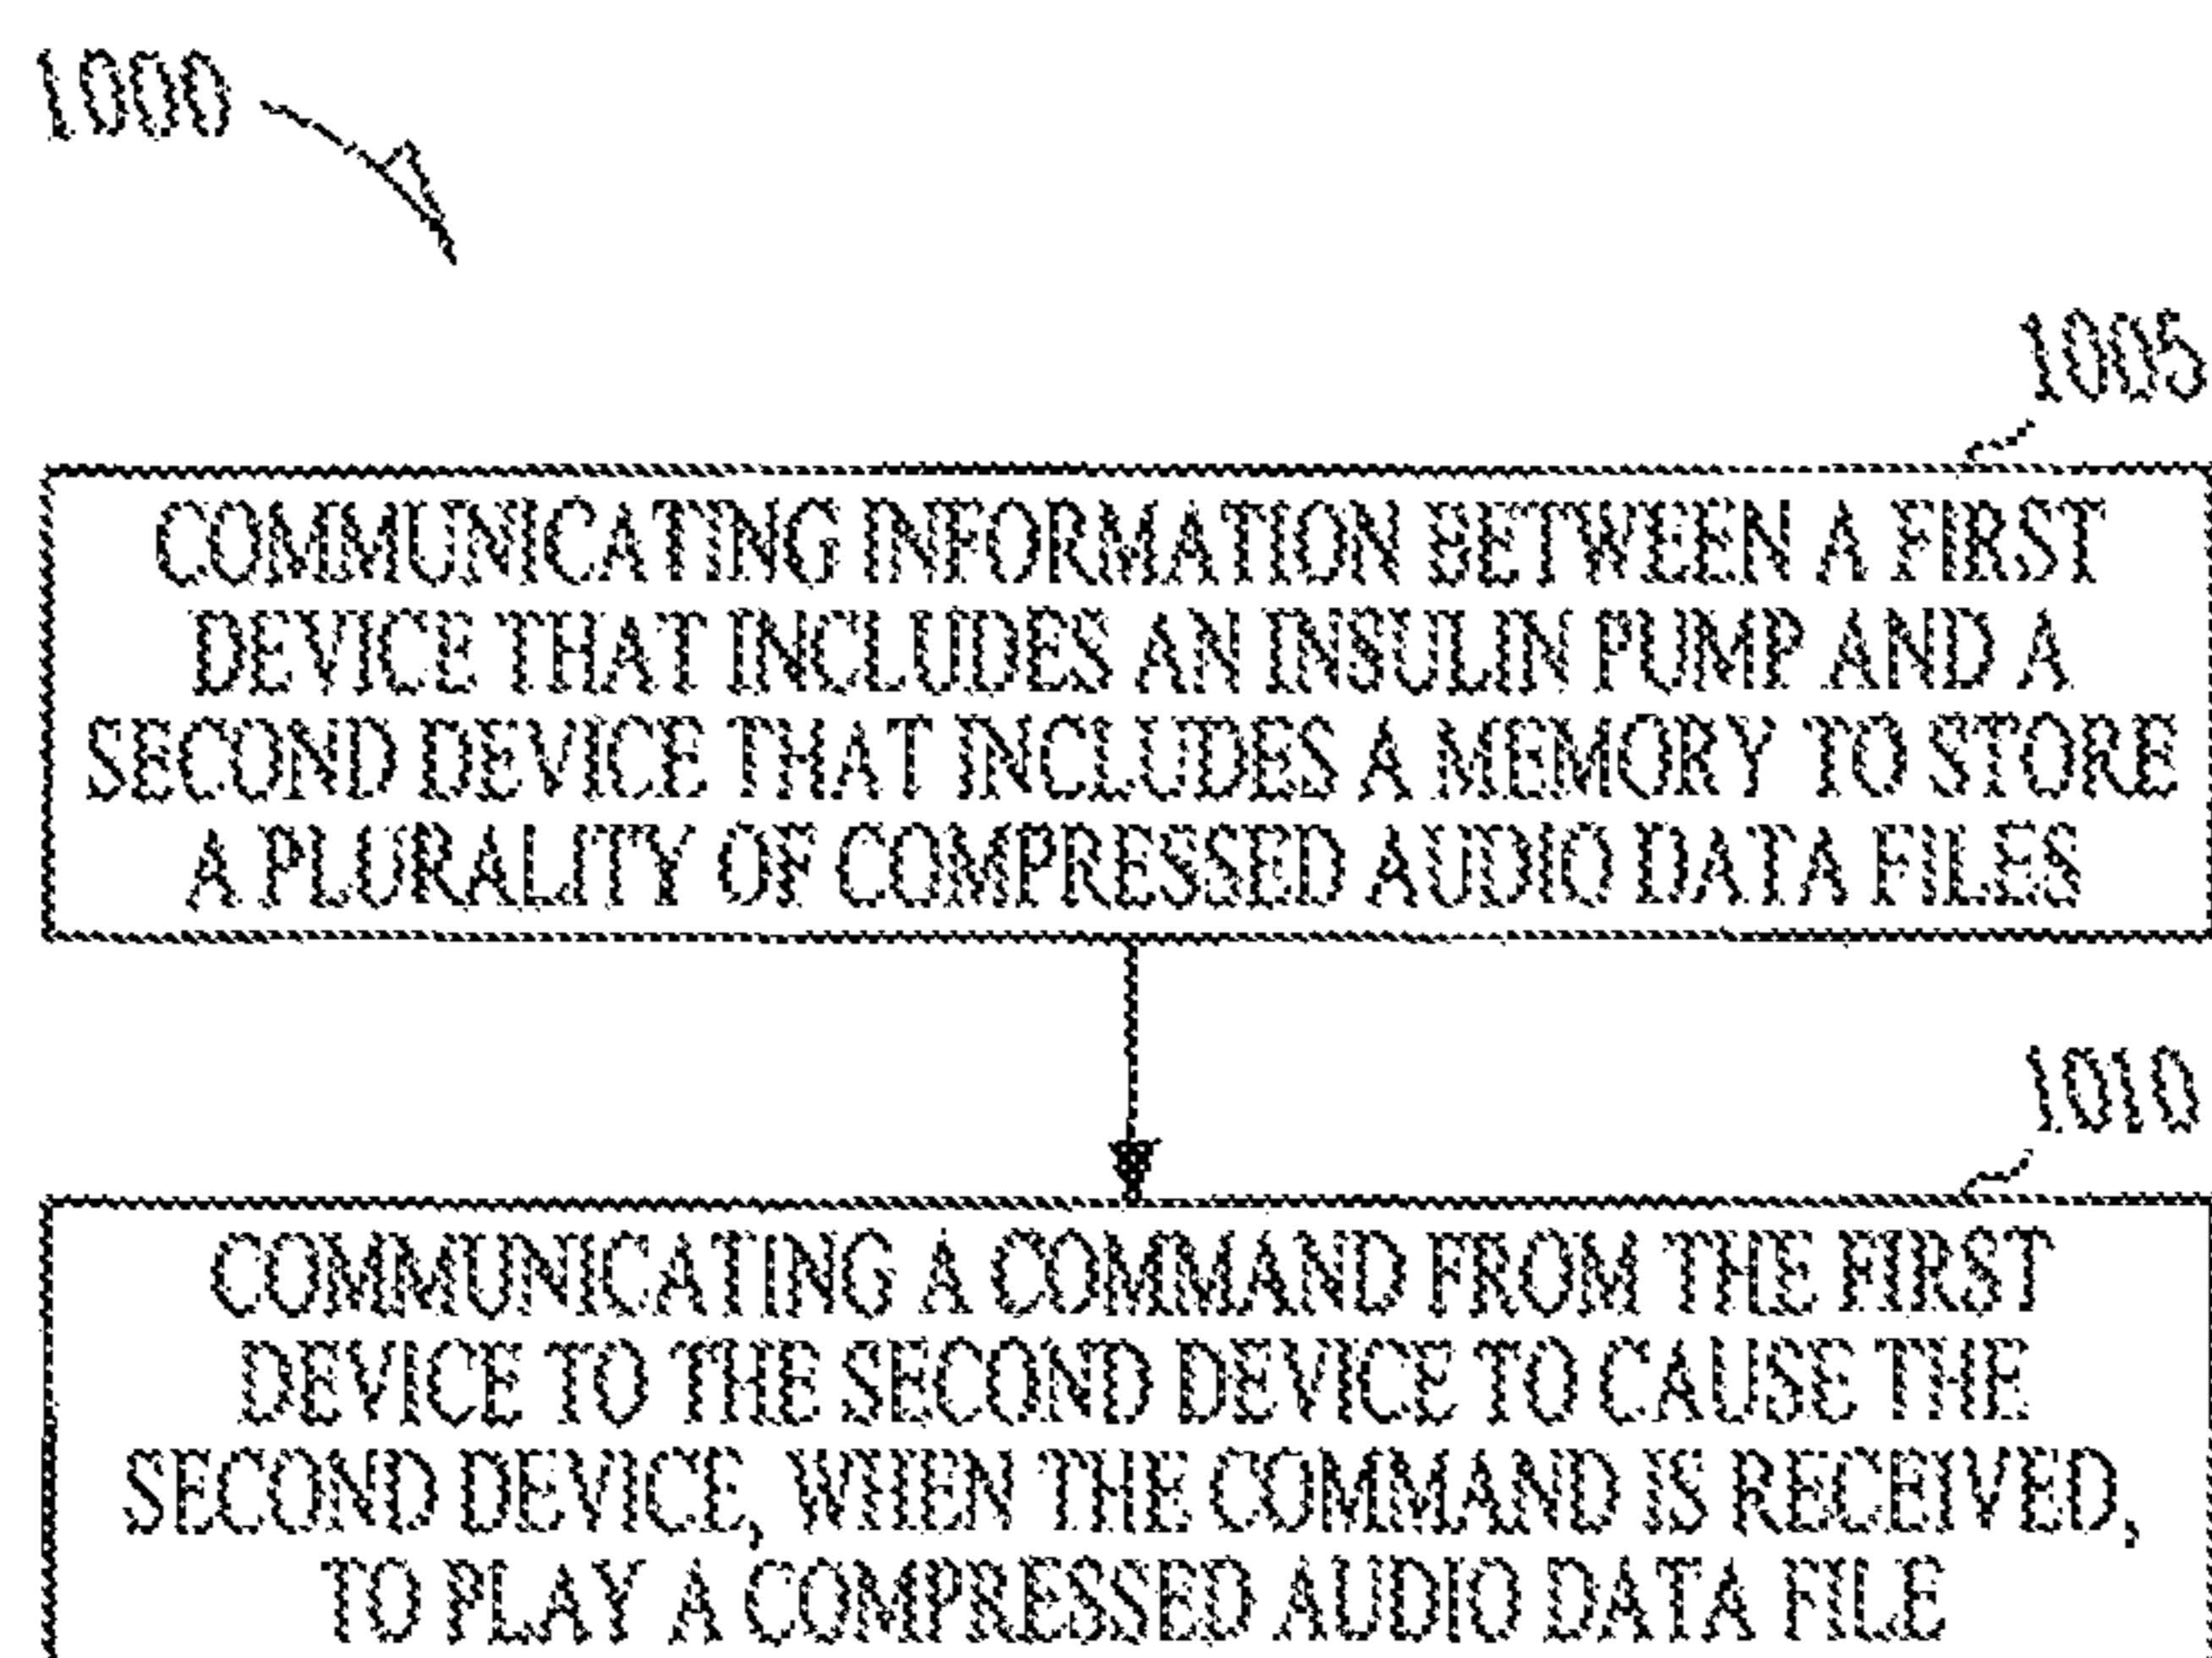 1000
1005
COMMUNICATING INFORMATION BETWEEN A FIRST
DEVICE THAT INCLUDES AN INSULIN PUMP AND A
SECOND DEVICE THAT INCLUDES A MEMORY TO STORE
A PLURALITY OF COMPRESSED AUDIO DATA FILES
1010
COMMUNICATING A COMMAND FROM THE FIRST
DEVICE TO THE SECOND DEVICE TO CAUSE THE
SECOND DEVICE, WHEN THE COMMAND IS RECEIVED,
TO PLAY A COMPRESSED AUDIO DATA FILE